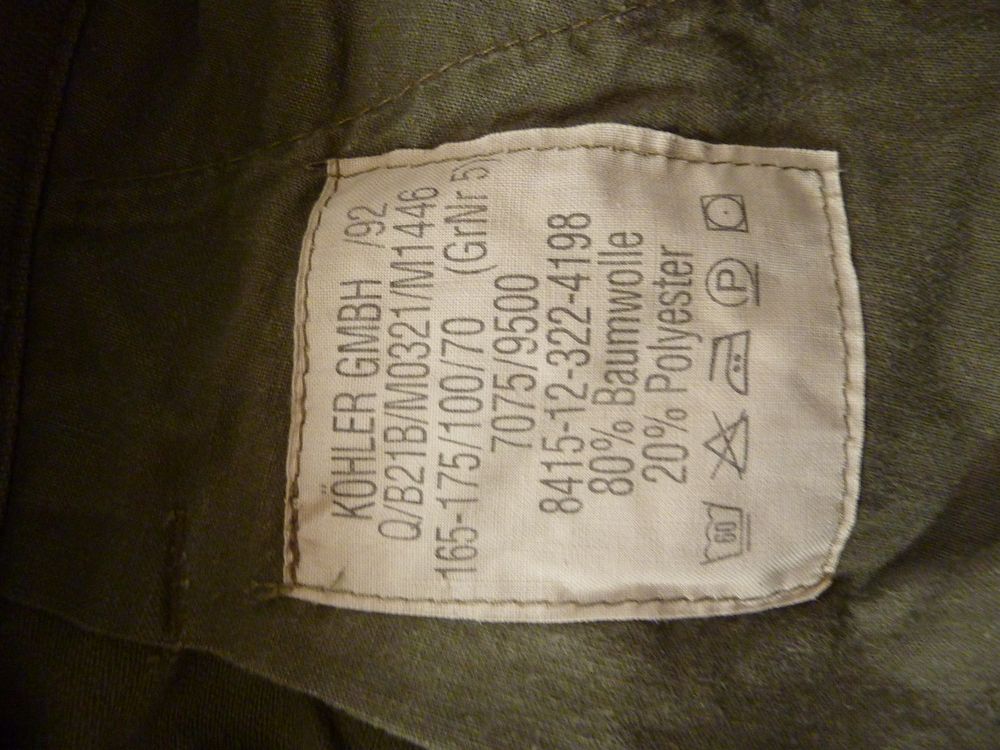 KÖHLER GMBH /92
Q/B21B/M0321/M1446
165-175/100/70 (GrNr 5)
7075/9500
8415-12-322-4198
80% Baumwolle
20% Polyester
60 P